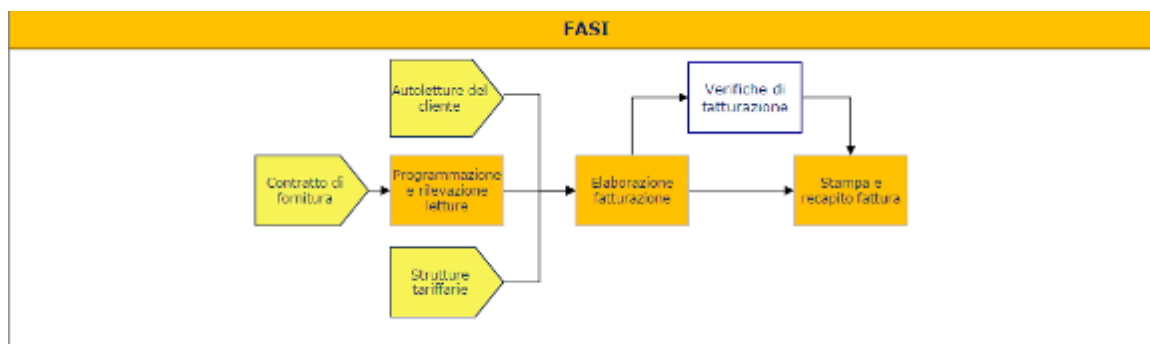 FASI
Autoletture del
cliente
Verifiche di
fatturazione
Contratto di
fornitura
Programmazione
e rilevazione
letture
Elaborazione
fatturazione
Stampa e
recapito fattura
Strutture
tariffarie